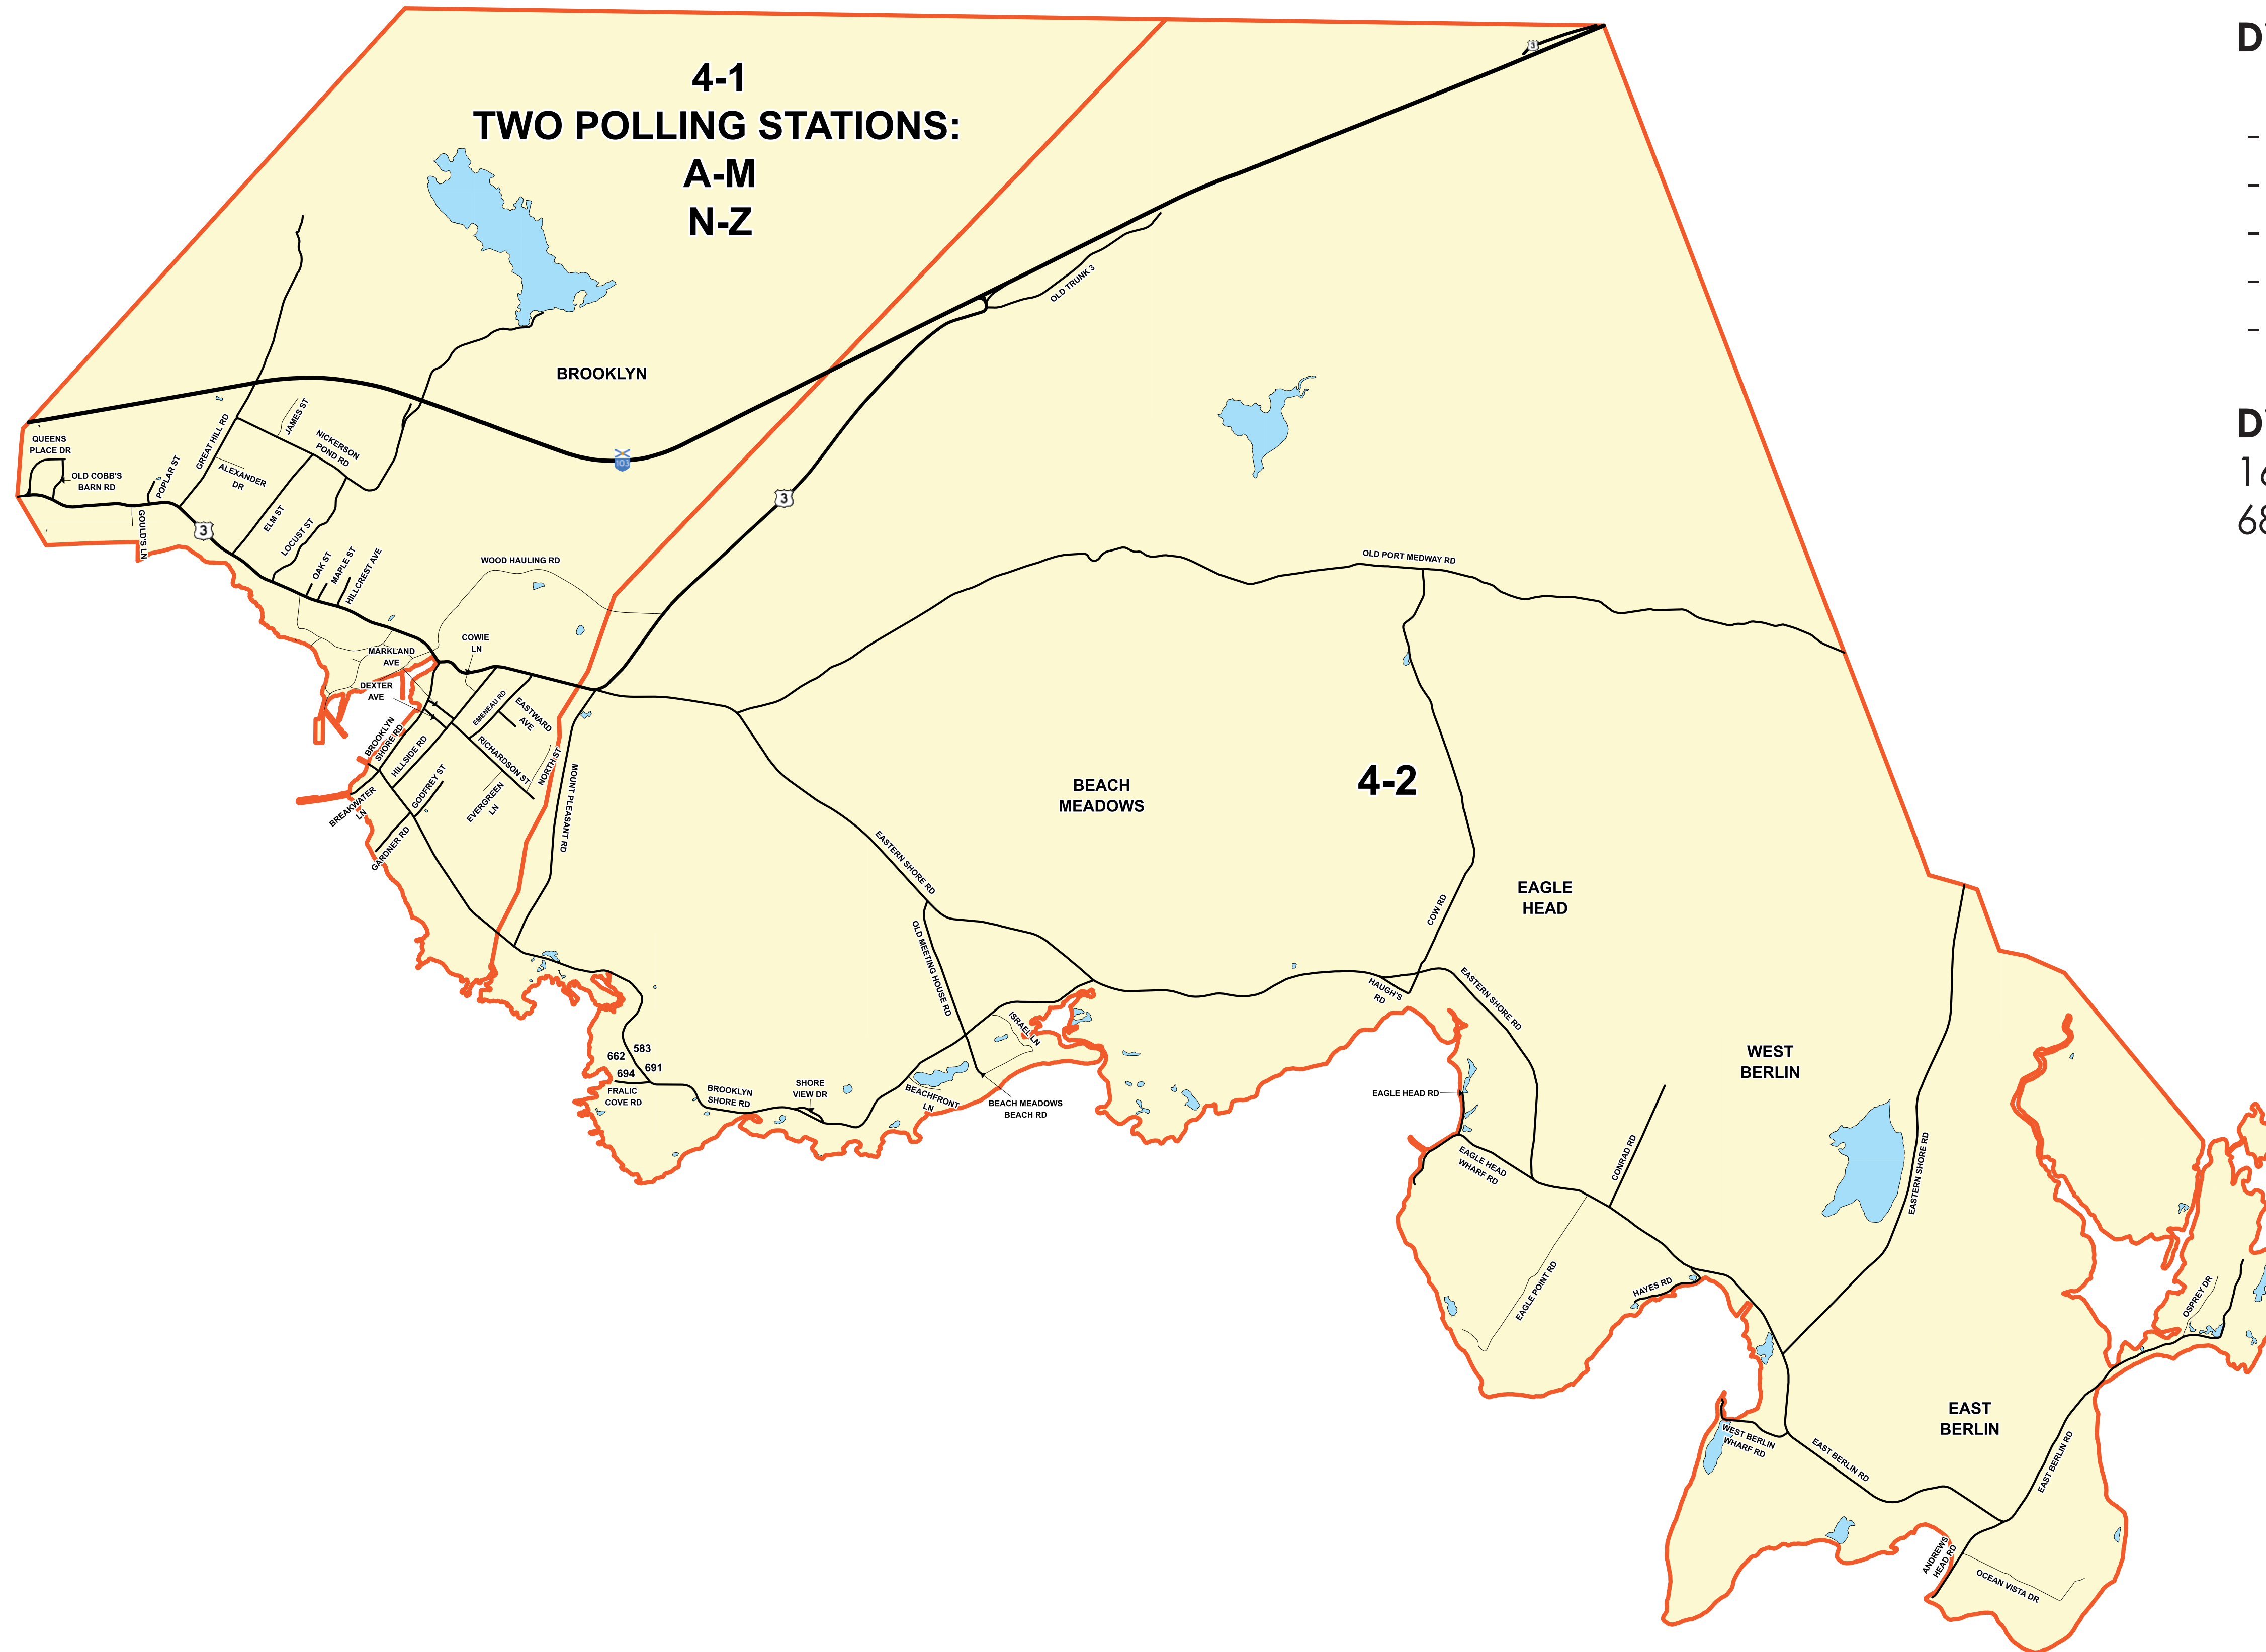 4-1
TWO POLLING STATIONS:
A-M
N-Z
3
D
-
-
-
-
-
D
16
68
OLD TRUNK 3
BROOKLYN
103
3
QUEENS
PLACE DR
OLD COBB'S
BARN RD
POPLAR ST
GREAT HILL RD
JAMES ST
NICKERSON
POND RD
ALEXANDER
DR
GOULD'S LN
3
ELM ST
LOCUST ST
OAK ST
MAPLE ST
HILLCREST AVE
WOOD HAULING RD
OLD PORT MEDWAY RD
COWIE
LN
MARKLAND
AVE
DEXTER
AVE
EMENEAU RD
EASTWARD
AVE
BROOKLYN
SHORE RD
HILLSIDE RD
RICHARDSON ST
NORTH ST
GODFREY ST
EVERGREEN
LN
BREAKWATER
LN
GARDNER RD
MOUNT PLEASANT RD
BEACH
MEADOWS
4-2
EASTERN SHORE RD
EAGLE
HEAD
COW RD
OLD MEETING HOUSE RD
HAUGH'S
RD
EASTERN SHORE RD
ISRAEL LN
WEST
BERLIN
583
662
691
694
FRALIC
COVE RD
BROOKLYN
SHORE RD
SHORE
VIEW DR
BEACHFRONT
LN
BEACH MEADOWS
BEACH RD
EAGLE HEAD RD
EAGLE HEAD
WHARF RD
CONRAD RD
EASTERN SHORE RD
EAGLE POINT RD
HAYES RD
OSPREY DR
EAST
BERLIN
WEST BERLIN
WHARF RD
EAST BERLIN RD
EAST BERLIN RD
ANDREWS
HEAD RD
OCEAN VISTA DR